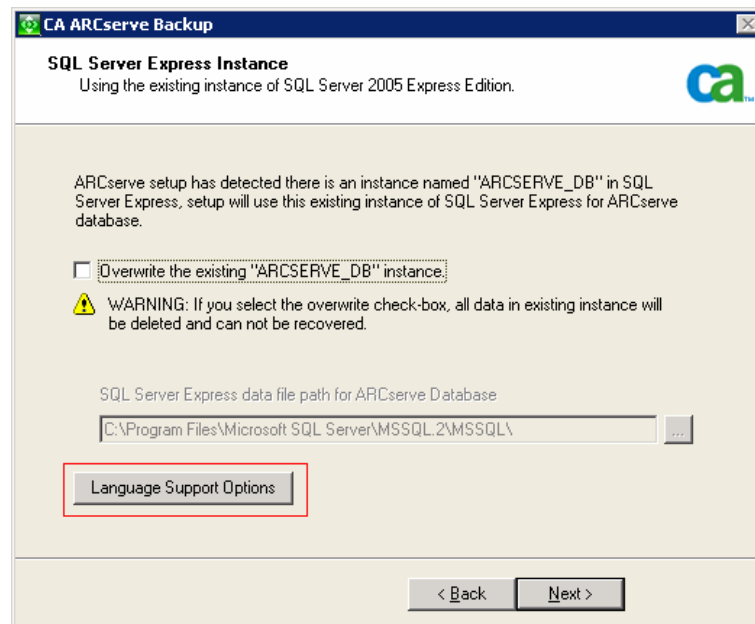 CA ARCserve Backup
SQL Server Express Instance
Using the existing instance of SQL Server 2005 Express Edition.
ca™
ARCserve setup has detected there is an instance named "ARCSERVE_DB" in SQL
Server Express, setup will use this existing instance of SQL Server Express for ARCserve
database.
Overwrite the existing "ARCSERVE_DB" instance.
WARNING: If you select the overwrite check-box, all data in existing instance will
be deleted and can not be recovered.
SQL Server Express data file path for ARCserve Database
C:\Program Files\Microsoft SQL Server\MSSQL.2\MSSQL\
...
Language Support Options
< Back
Next >